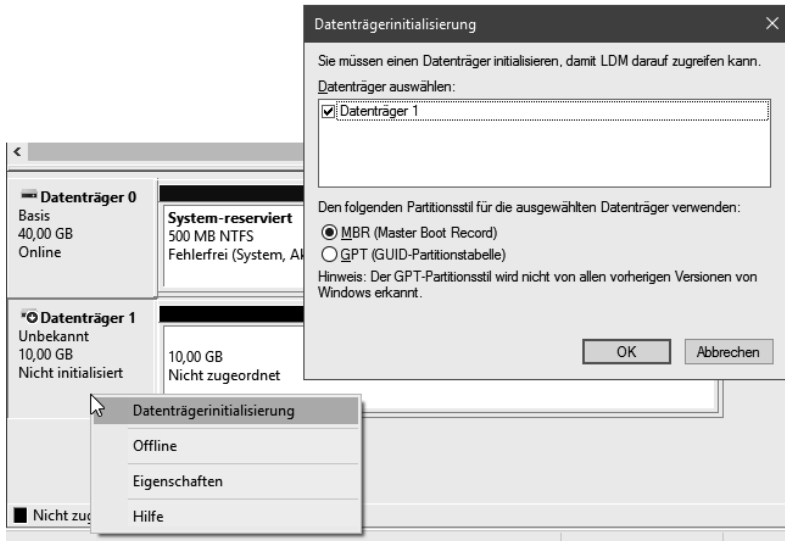 Datenträgerinitialisierung
Sie müssen einen Datenträger initialisieren, damit LDM darauf zugreifen kann.
Datenträger auswählen:
Datenträger 1
Den folgenden Partitionsstil für die ausgewählten Datenträger verwenden:
MBR (Master Boot Record)
GPT (GUID-Partitionstabelle)
Hinweis: Der GPT-Partitionsstil wird nicht von allen vorherigen Versionen von
Windows erkannt.
OK Abbrechen
Datenträger 0
Basis
40,00 GB
Online
System-reserviert
500 MB NTFS
Fehlerfrei (System, Ak
Datenträger 1
Unbekannt
10,00 GB
Nicht initialisiert
10,00 GB
Nicht zugeordnet
Datenträgerinitialisierung
Offline
Eigenschaften
Hilfe
Nicht zug